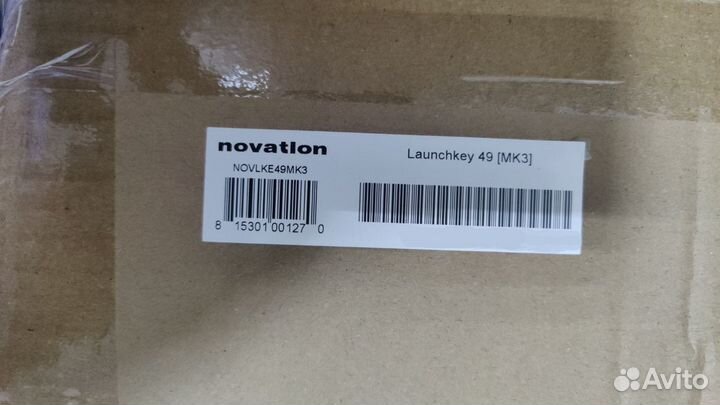 novation
Launchkey 49 [MK3]
NOVLKE49MK3
8 15301 00127 0
Avito